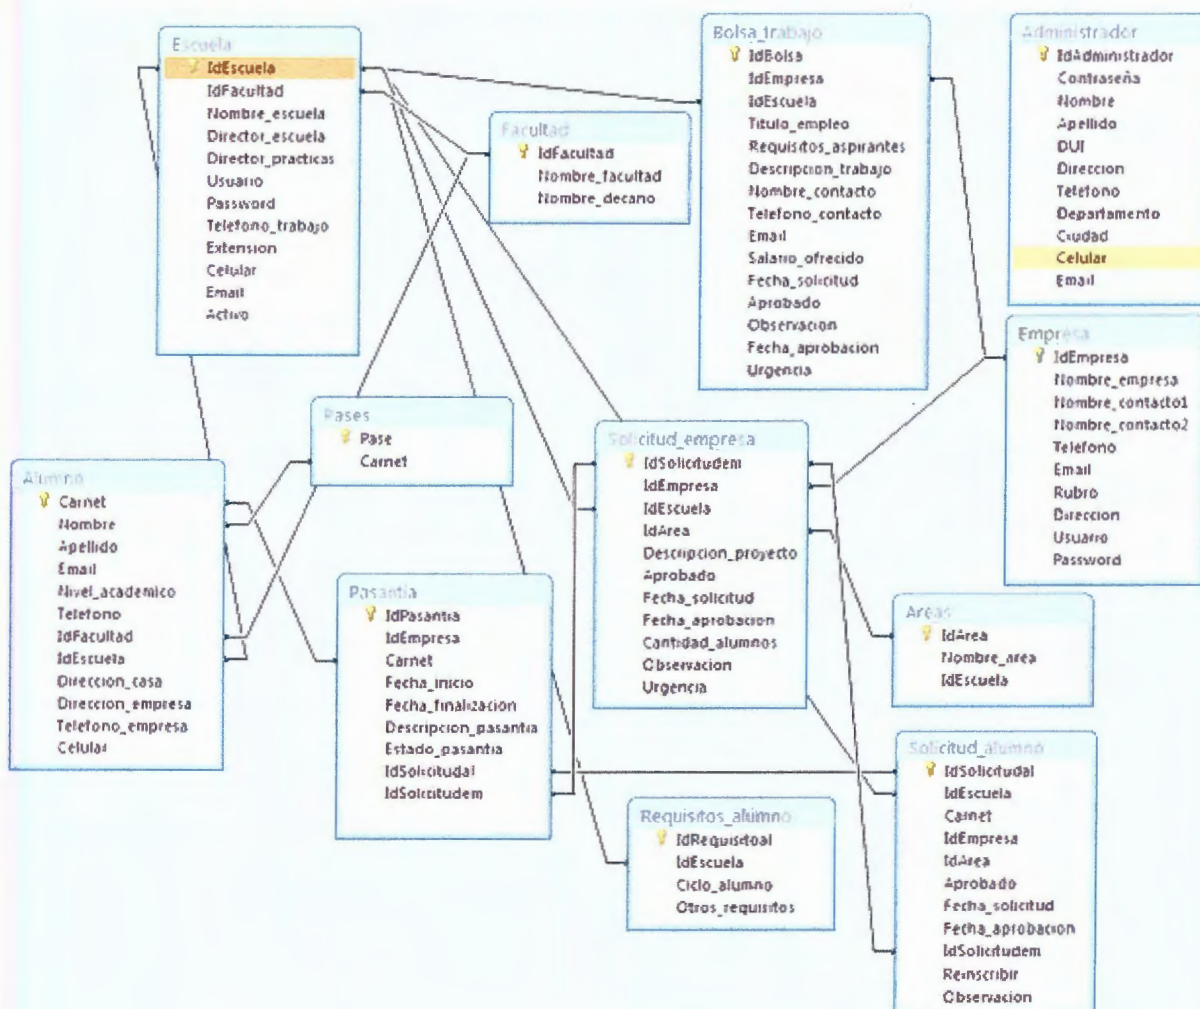 Escuela
IdEscuela
IdFacultad
Nombre_escuela
Director_escuela
Director_practicas
Usuario
Password
Telefono_trabajo
Extension
Celular
Email
Activo
Facultad
IdFacultad
Nombre_facultad
Nombre_decano
Bolsa_trabajo
IdBolsa
IdEmpresa
IdEscuela
Titulo_empleo
Requisitos_aspirantes
Descripcion_trabajo
Nombre_contacto
Telefono_contacto
Email
Salario_ofrecido
Fecha_solicitud
Aprobado
Observacion
Fecha_aprobacion
Urgencia
Administrador
IdAdministrador
Contraseña
Nombre
Apellido
DUI
Direccion
Telefono
Departamento
Ciudad
Celular
Email
Empresa
IdEmpresa
Nombre_empresa
Nombre_contacto1
Nombre_contacto2
Telefono
Email
Rubro
Direccion
Usuario
Password
Pases
Pase
Carnet
Alumno
Carnet
Nombre
Apellido
Email
Nivel_academico
Telefono
IdFacultad
IdEscuela
Direccion_casa
Direccion_empresa
Telefono_empresa
Celular
Pasantia
IdPasantia
IdEmpresa
Carnet
Fecha_inicio
Fecha_finalizacion
Descripcion_pasantia
Estado_pasantia
IdSolicitudal
IdSolicitudem
Solicitud_empresa
IdSolicitudem
IdEmpresa
IdEscuela
IdArea
Descripcion_proyecto
Aprobado
Fecha_solicitud
Fecha_aprobacion
Cantidad_alumnos
Observacion
Urgencia
Areas
IdArea
Nombre_area
IdEscuela
Requisitos_alumno
IdRequisitoal
IdEscuela
Ciclo_alumno
Otros_requisitos
Solicitud_alumno
IdSolicitudal
IdEscuela
Carnet
IdEmpresa
IdArea
Aprobado
Fecha_solicitud
Fecha_aprobacion
IdSolicitudem
Reinscribir
Observacion